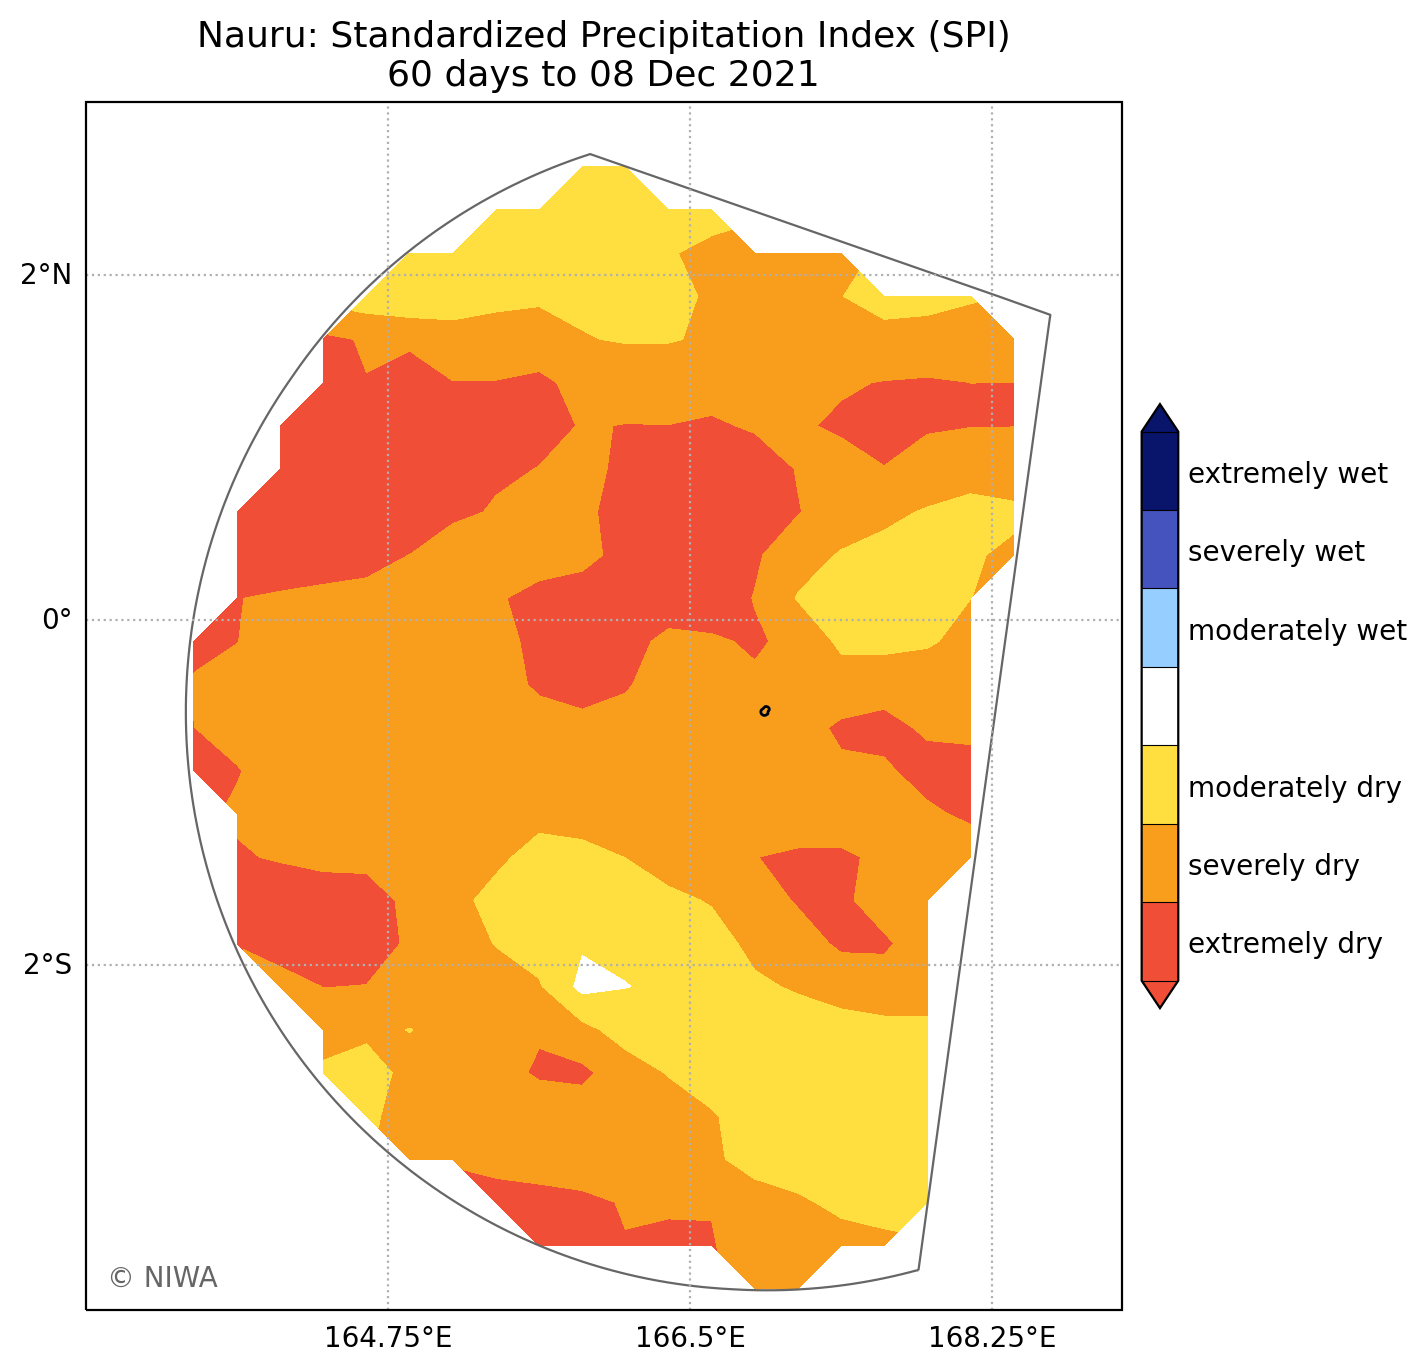 Nauru: Standardized Precipitation Index (SPI)
60 days to 08 Dec 2021
2°N
0°
2°S
164.75°E
166.5°E
168.25°E
extremely wet
severely wet
moderately wet
moderately dry
severely dry
extremely dry
© NIWA